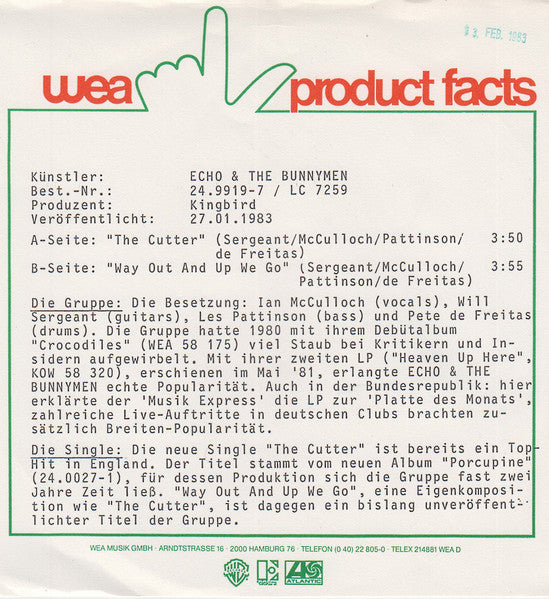 3. FEB. 1983
wea product facts
Künstler: ECHO & THE BUNNYMEN
Best.-Nr.: 24.9919-7 / LC 7259
Produzent: Kingbird
Veröffentlicht: 27.01.1983
A-Seite: "The Cutter" (Sergeant/McCulloch/Pattinson/ 3:50
de Freitas)
B-Seite: "Way Out And Up We Go" (Sergeant/McCulloch/ 3:55
Pattinson/de Freitas)
Die Gruppe: Die Besetzung: Ian McCulloch (vocals), Will
Sergeant (guitars), Les Pattinson (bass) und Pete de Freitas
(drums). Die Gruppe hatte 1980 mit ihrem Debütalbum
"Crocodiles" (WEA 58 175) viel Staub bei Kritikern und In-
sidern aufgewirbelt. Mit ihrer zweiten LP ("Heaven Up Here",
KOW 58 320), erschienen im Mai '81, erlangte ECHO & THE
BUNNYMEN echte Popularität. Auch in der Bundesrepublik: hier
erklärte der 'Musik Express' die LP zur 'Platte des Monats',
zahlreiche Live-Auftritte in deutschen Clubs brachten zu-
sätzlich Breiten-Popularität.
Die Single: Die neue Single "The Cutter" ist bereits ein Top-
Hit in England. Der Titel stammt vom neuen Album "Porcupine"
(24.0027-1), für dessen Produktion sich die Gruppe fast zwei
Jahre Zeit ließ. "Way Out And Up We Go", eine Eigenkomposi-
tion wie "The Cutter", ist dagegen ein bislang unveröffent-
lichter Titel der Gruppe.
WEA MUSIK GMBH · ARNDTSTRASSE 16 · 2000 HAMBURG 76 · TELEFON (0 40) 22 805-0 · TELEX 214881 WEA D
ATLANTIC